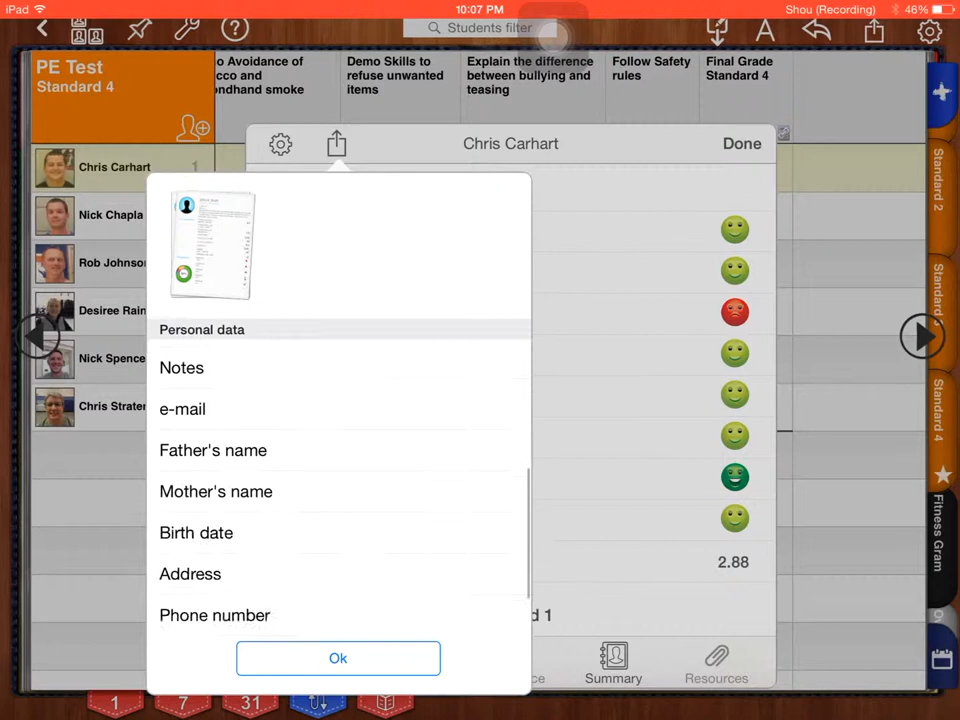 iPad
10:07 PM
Shou (Recording)
46%
Students filter
PE Test
Standard 4
o Avoidance of
cco and
ondhand smoke
Demo Skills to
refuse unwanted
items
Explain the difference
between bullying and
teasing
Follow Safety
rules
Final Grade
Standard 4
Chris Carhart
Done
Chris Carhart 1
Nick Chapla
Rob Johnso
Desiree Rain
Nick Spence
Chris Strater
Personal data
Notes
e-mail
Father's name
Mother's name
Birth date
Address
Phone number
Ok
2.88
d 1
ce
Summary
Resources
Standard 2
Standard
Standard 4
Fitness Gram
1
7
31